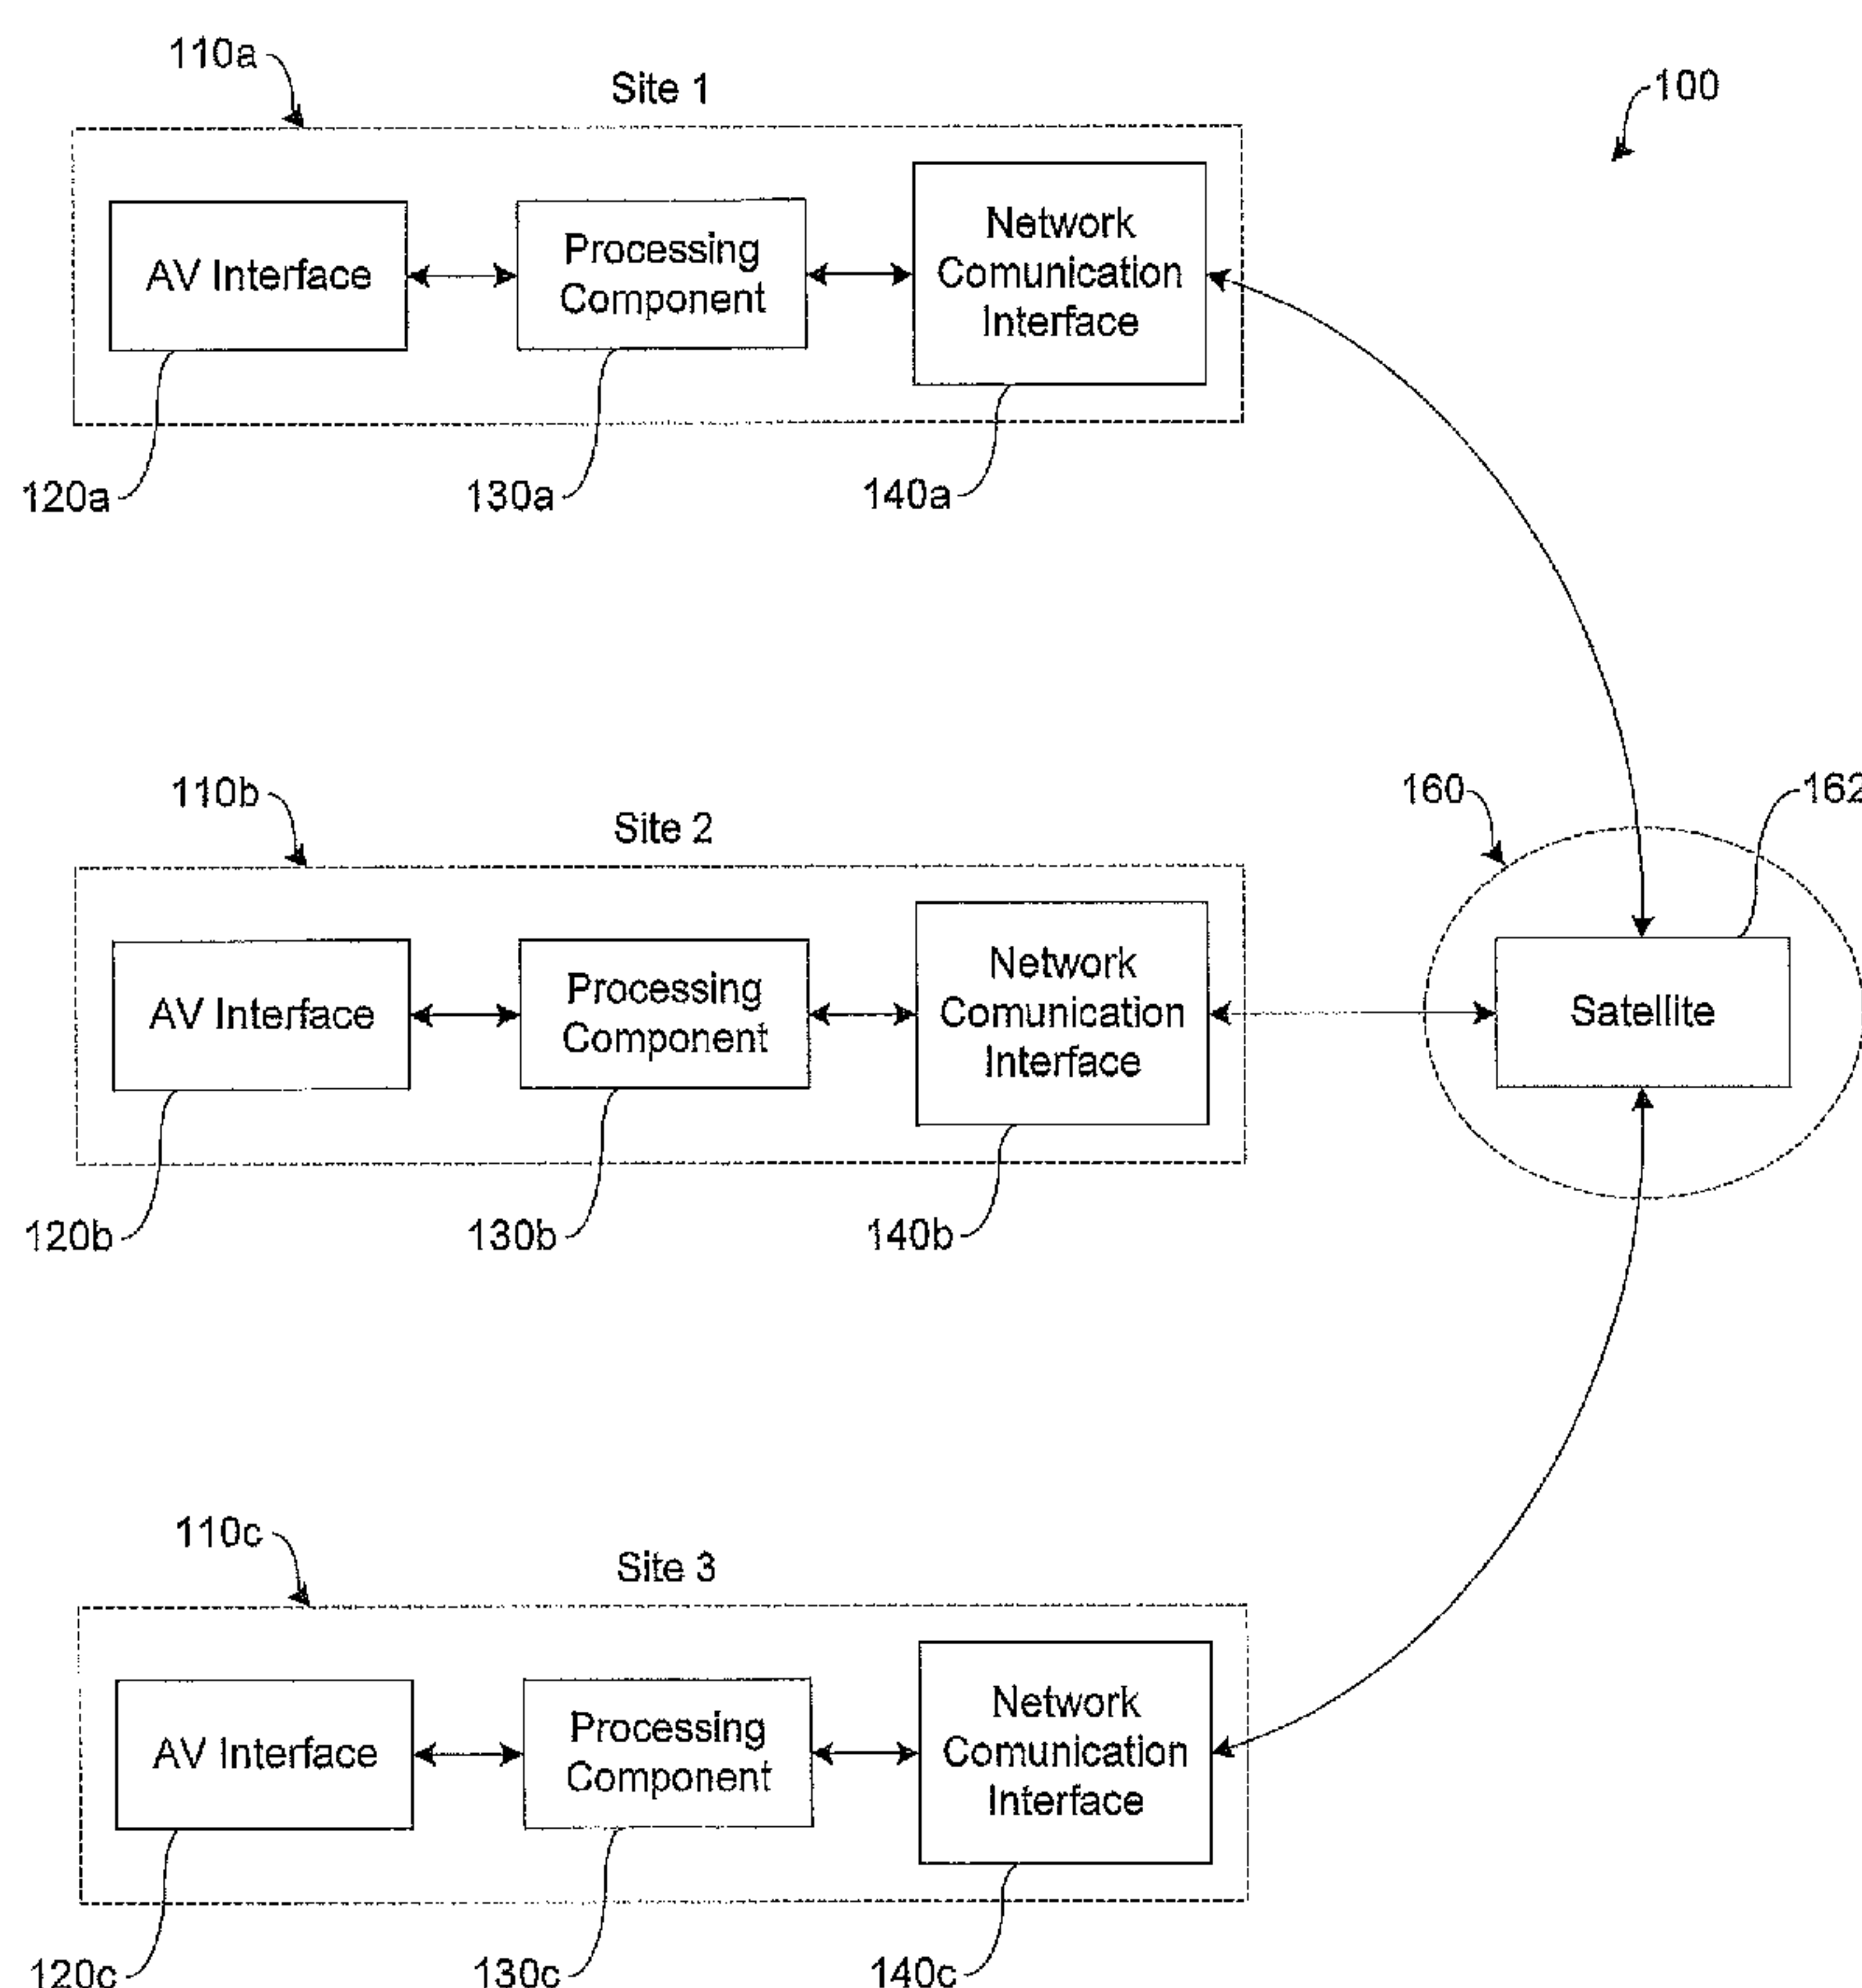 110a
Site 1
100
AV Interface
Processing
Component
Network
Comunication
Interface
120a
130a
140a
110b
Site 2
160
162
AV Interface
Processing
Component
Network
Comunication
Interface
Satellite
120b
130b
140b
110c
Site 3
AV Interface
Processing
Component
Network
Comunication
Interface
120c
130c
140c